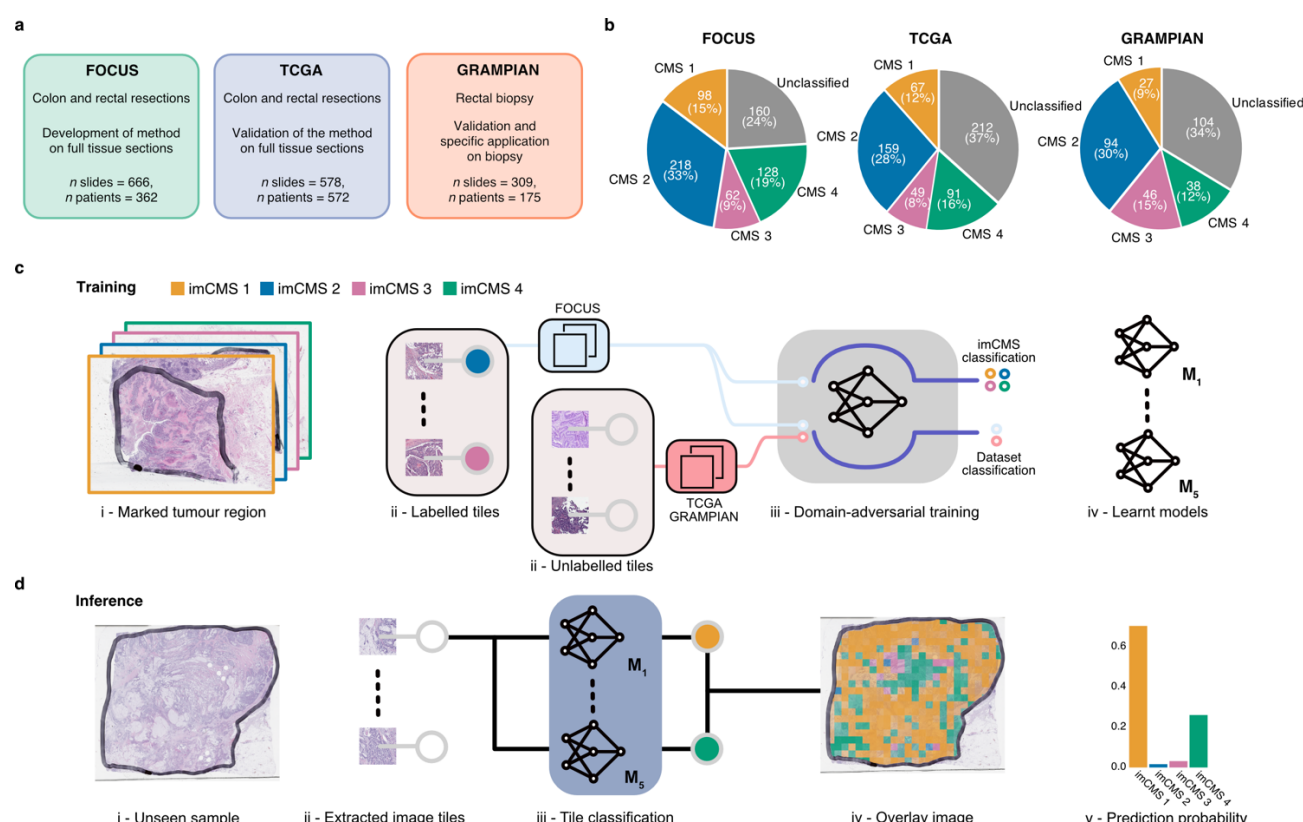 a
FOCUS
Colon and rectal resections
Development of method
on full tissue sections
n slides = 666,
n patients = 362
TCGA
Colon and rectal resections
Validation of the method
on full tissue sections
n slides = 578,
n patients = 572
GRAMPIAN
Rectal biopsy
Validation and
specific application
on biopsy
n slides = 309,
n patients = 175
b
FOCUS
CMS 1
98
(15%)
Unclassified
160
(24%)
CMS 2
218
(33%)
128
(19%)
CMS 4
62
(9%)
CMS 3
TCGA
CMS 1
67
(12%)
Unclassified
212
(37%)
CMS 2
159
(28%)
49
(8%)
CMS 3
91
(16%)
CMS 4
GRAMPIAN
CMS 1
27
(9%)
Unclassified
104
(34%)
CMS 2
94
(30%)
46
(15%)
CMS 3
38
(12%)
CMS 4
c
Training
imCMS 1
imCMS 2
imCMS 3
imCMS 4
i - Marked tumour region
ii - Labelled tiles
FOCUS
ii - Unlabelled tiles
TCGA
GRAMPIAN
imCMS
classification
Dataset
classification
iii - Domain-adversarial training
M1
M5
iv - Learnt models
d
Inference
i - Unseen sample
ii - Extracted image tiles
M1
M5
iii - Tile classification
iv - Overlay image
0.6
0.4
0.2
0.0
imCMS 1
imCMS 2
imCMS 3
imCMS 4
v - Prediction probability